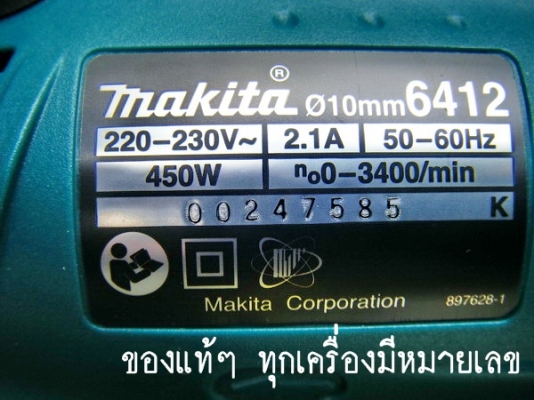 makita® Ø10mm 6412
220-230V~ 2.1A 50-60Hz
450W n₀0-3400/min
00247585 K
Makita Corporation 897628-1
ของแท้ๆ ทุกเครื่องมีหมายเลข